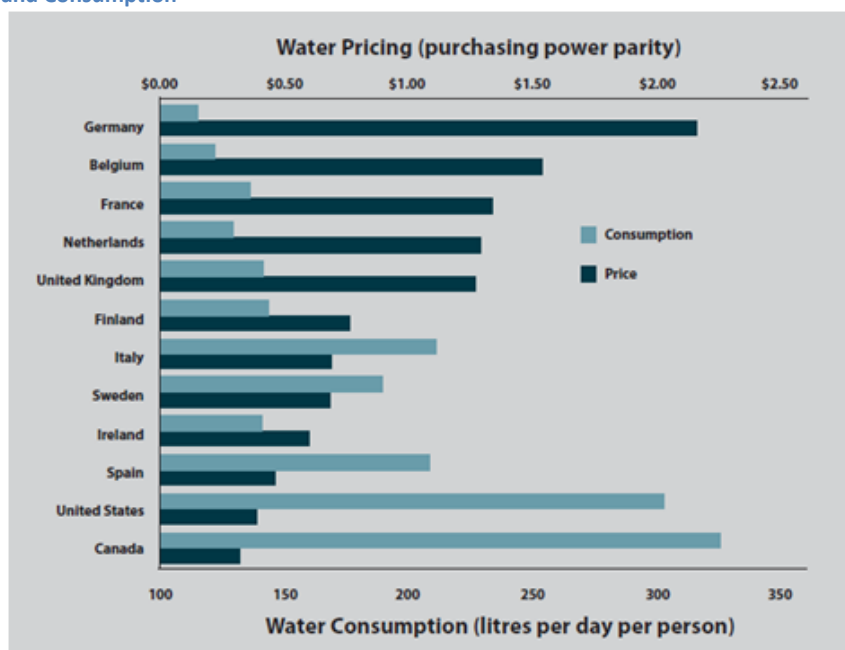 and Consumption
Water Pricing (purchasing power parity)
$0.00 $0.50 $1.00 $1.50 $2.00 $2.50
Germany
Belgium
France
Netherlands
Consumption
United Kingdom
Price
Finland
Italy
Sweden
Ireland
Spain
United States
Canada
100 150 200 250 300 350
Water Consumption (litres per day per person)